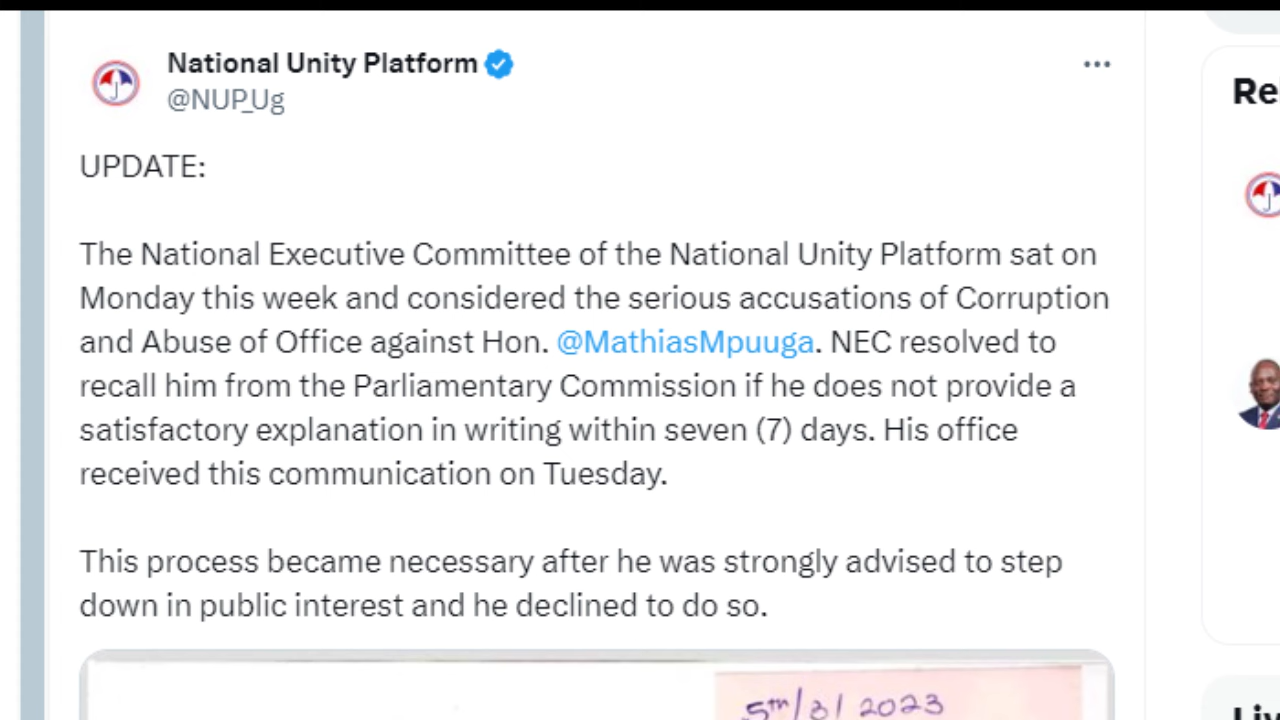 National Unity Platform
@NUP_Ug
Re
UPDATE:
The National Executive Committee of the National Unity Platform sat on
Monday this week and considered the serious accusations of Corruption
and Abuse of Office against Hon. @MathiasMpuuga. NEC resolved to
recall him from the Parliamentary Commission if he does not provide a
satisfactory explanation in writing within seven (7) days. His office
received this communication on Tuesday.
This process became necessary after he was strongly advised to step
down in public interest and he declined to do so.
5th/3/2023
Liv